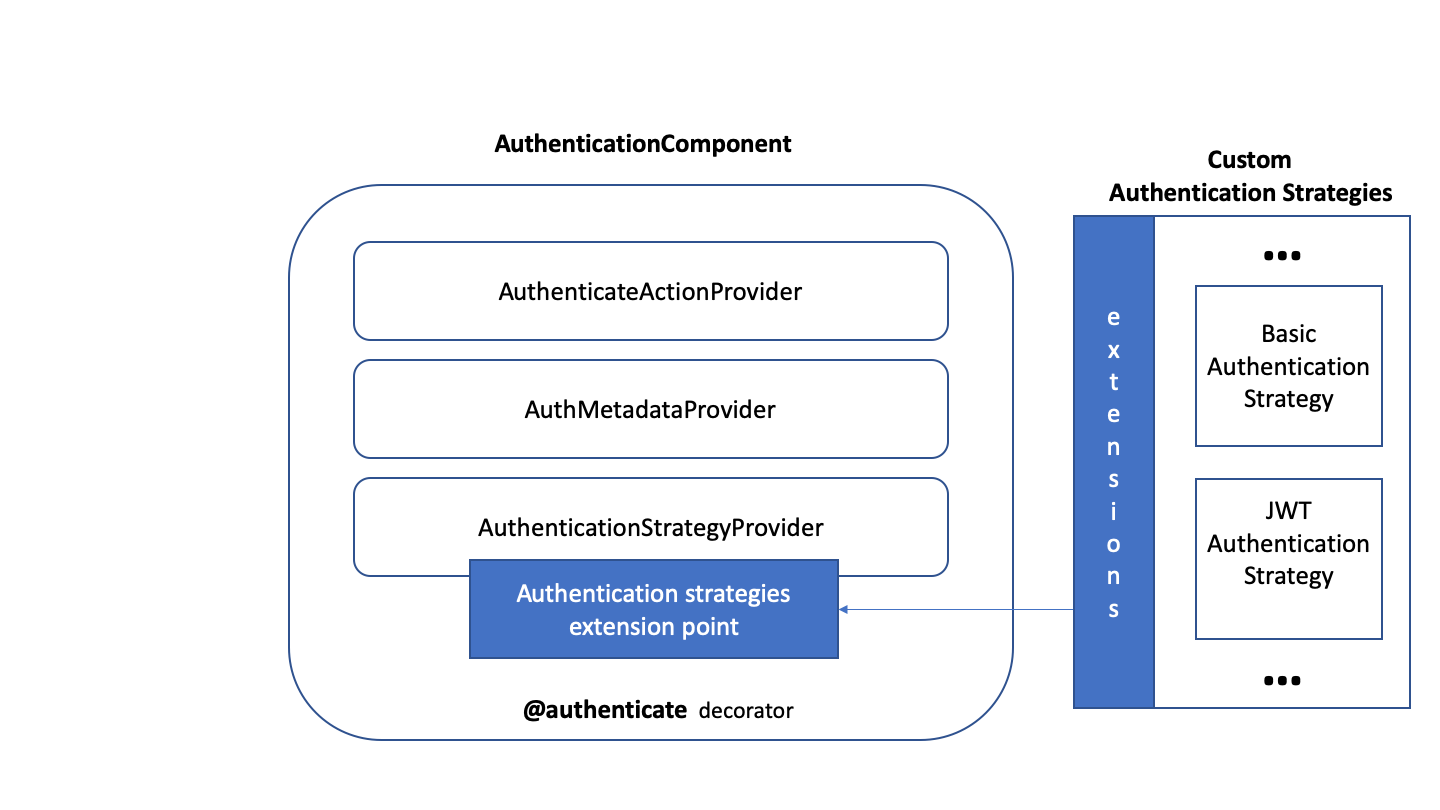 AuthenticationComponent
AuthenticateActionProvider
AuthMetadataProvider
AuthenticationStrategyProvider
Authentication strategies
extension point
@authenticate decorator
Custom
Authentication Strategies
e
x
t
e
n
s
i
o
n
s
...
Basic
Authentication
Strategy
JWT
Authentication
Strategy
...